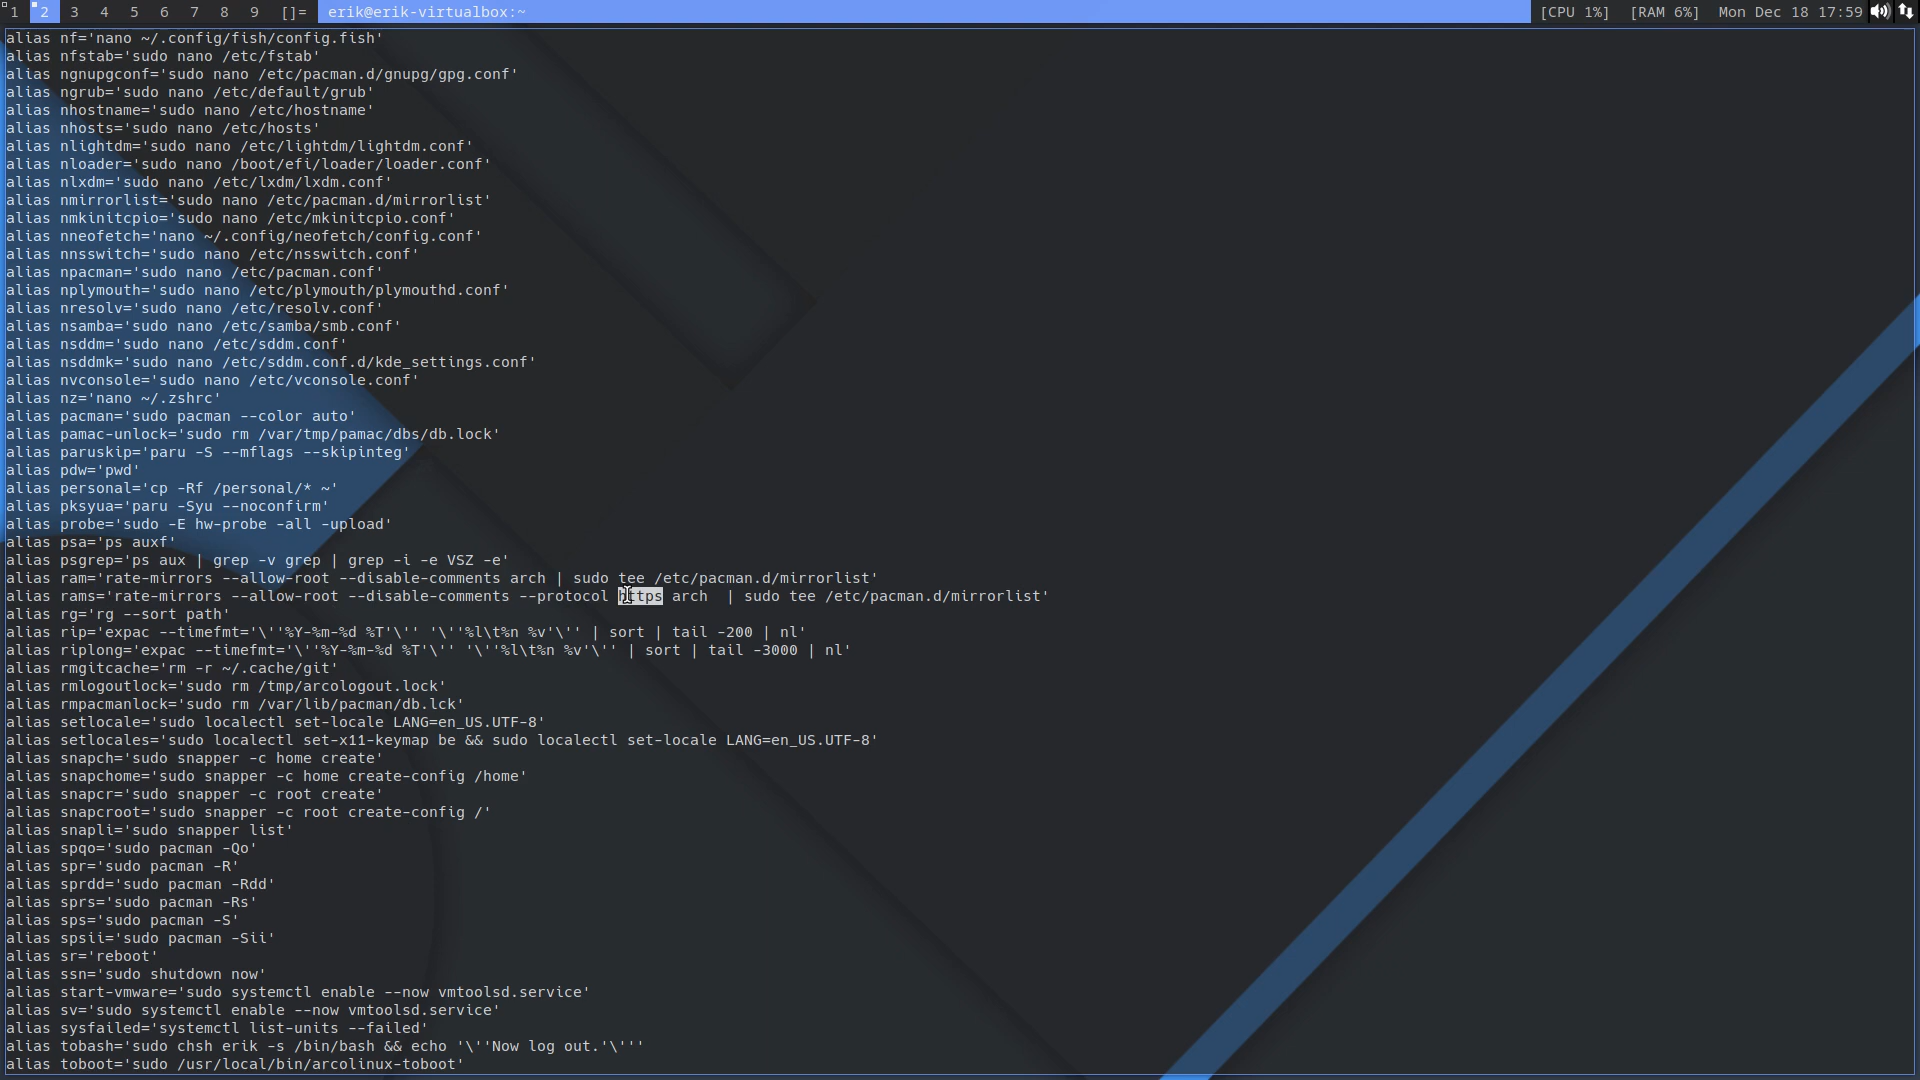 1 2 3 4 5 6 7 8 9 []= erik@erik-virtualbox:~ [CPU 1%] [RAM 6%] Mon Dec 18 17:59
alias nf='nano ~/.config/fish/config.fish'
alias nfstab='sudo nano /etc/fstab'
alias ngnupgconf='sudo nano /etc/pacman.d/gnupg/gpg.conf'
alias ngrub='sudo nano /etc/default/grub'
alias nhostname='sudo nano /etc/hostname'
alias nhosts='sudo nano /etc/hosts'
alias nlightdm='sudo nano /etc/lightdm/lightdm.conf'
alias nloader='sudo nano /boot/efi/loader/loader.conf'
alias nlxdm='sudo nano /etc/lxdm/lxdm.conf'
alias nmirrorlist='sudo nano /etc/pacman.d/mirrorlist'
alias nmkinitcpio='sudo nano /etc/mkinitcpio.conf'
alias nneofetch='nano ~/.config/neofetch/config.conf'
alias nnsswitch='sudo nano /etc/nsswitch.conf'
alias npacman='sudo nano /etc/pacman.conf'
alias nplymouth='sudo nano /etc/plymouth/plymouthd.conf'
alias nresolv='sudo nano /etc/resolv.conf'
alias nsamba='sudo nano /etc/samba/smb.conf'
alias nsddm='sudo nano /etc/sddm.conf'
alias nsddmk='sudo nano /etc/sddm.conf.d/kde_settings.conf'
alias nvconsole='sudo nano /etc/vconsole.conf'
alias nz='nano ~/.zshrc'
alias pacman='sudo pacman --color auto'
alias pamac-unlock='sudo rm /var/tmp/pamac/dbs/db.lock'
alias paruskip='paru -S --mflags --skipinteg'
alias pdw='pwd'
alias personal='cp -Rf /personal/* ~'
alias pksyua='paru -Syu --noconfirm'
alias probe='sudo -E hw-probe -all -upload'
alias psa='ps auxf'
alias psgrep='ps aux | grep -v grep | grep -i -e VSZ -e'
alias ram='rate-mirrors --allow-root --disable-comments arch | sudo tee /etc/pacman.d/mirrorlist'
alias rams='rate-mirrors --allow-root --disable-comments --protocol https arch  | sudo tee /etc/pacman.d/mirrorlist'
alias rg='rg --sort path'
alias rip='expac --timefmt='\''%Y-%m-%d %T'\'' '\''%l\t%n %v'\'' | sort | tail -200 | nl'
alias riplong='expac --timefmt='\''%Y-%m-%d %T'\'' '\''%l\t%n %v'\'' | sort | tail -3000 | nl'
alias rmgitcache='rm -r ~/.cache/git'
alias rmlogoutlock='sudo rm /tmp/arcologout.lock'
alias rmpacmanlock='sudo rm /var/lib/pacman/db.lck'
alias setlocale='sudo localectl set-locale LANG=en_US.UTF-8'
alias setlocales='sudo localectl set-x11-keymap be && sudo localectl set-locale LANG=en_US.UTF-8'
alias snapch='sudo snapper -c home create'
alias snapchome='sudo snapper -c home create-config /home'
alias snapcr='sudo snapper -c root create'
alias snapcroot='sudo snapper -c root create-config /'
alias snapli='sudo snapper list'
alias spqo='sudo pacman -Qo'
alias spr='sudo pacman -R'
alias sprdd='sudo pacman -Rdd'
alias sprs='sudo pacman -Rs'
alias sps='sudo pacman -S'
alias spsii='sudo pacman -Sii'
alias sr='reboot'
alias ssn='sudo shutdown now'
alias start-vmware='sudo systemctl enable --now vmtoolsd.service'
alias sv='sudo systemctl enable --now vmtoolsd.service'
alias sysfailed='systemctl list-units --failed'
alias tobash='sudo chsh erik -s /bin/bash && echo '\''Now log out.'\'''
alias toboot='sudo /usr/local/bin/arcolinux-toboot'